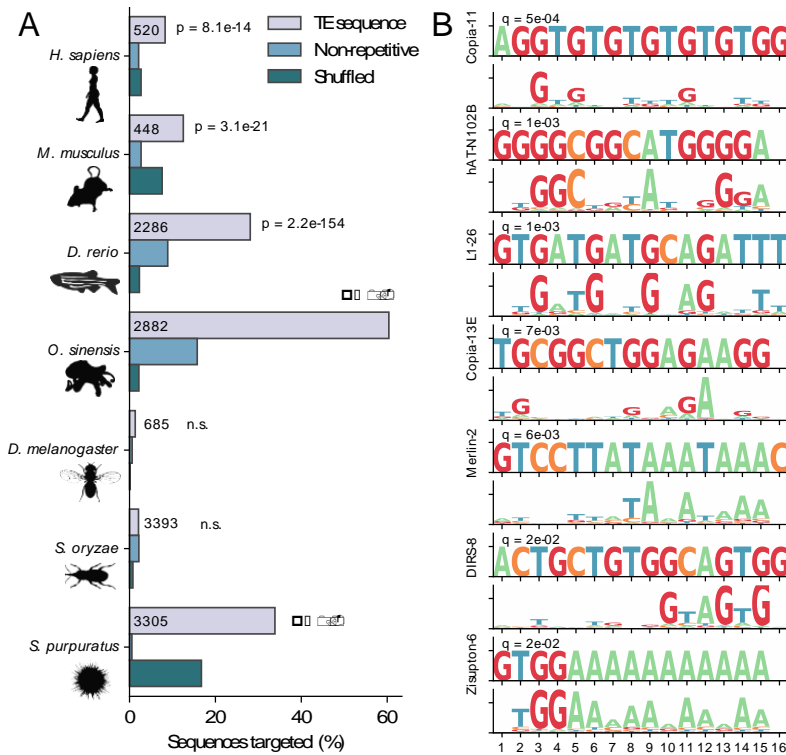 A
TE sequence
Non-repetitive
Shuffled
H. sapiens
520
p = 8.1e-14
M. musculus
448
p = 3.1e-21
D. rerio
2286
p = 2.2e-154
O. sinensis
2882
D. melanogaster
685
n.s.
S. oryzae
3393
n.s.
S. purpuratus
3305
0
20
40
60
Sequences targeted (%)
B
Copia-11
q = 5e-04
AGGTGTGTGTGTGTGG
hAT-N102B
q = 1e-03
GGGGCGGCATGGGGA
L1-26
q = 1e-03
GTGATGATGCAGATTT
Copia-13E
q = 7e-03
TGCGGCTGGAGAAGG
Merlin-2
q = 6e-03
GTCCTTATAAATAAAC
DIRS-8
q = 2e-02
ACTGCTGTGGCAGTGG
Zisupton-6
q = 2e-02
GTGGAAAAAAAAAAA
1 2 3 4 5 6 7 8 9 10 11 12 13 14 15 16